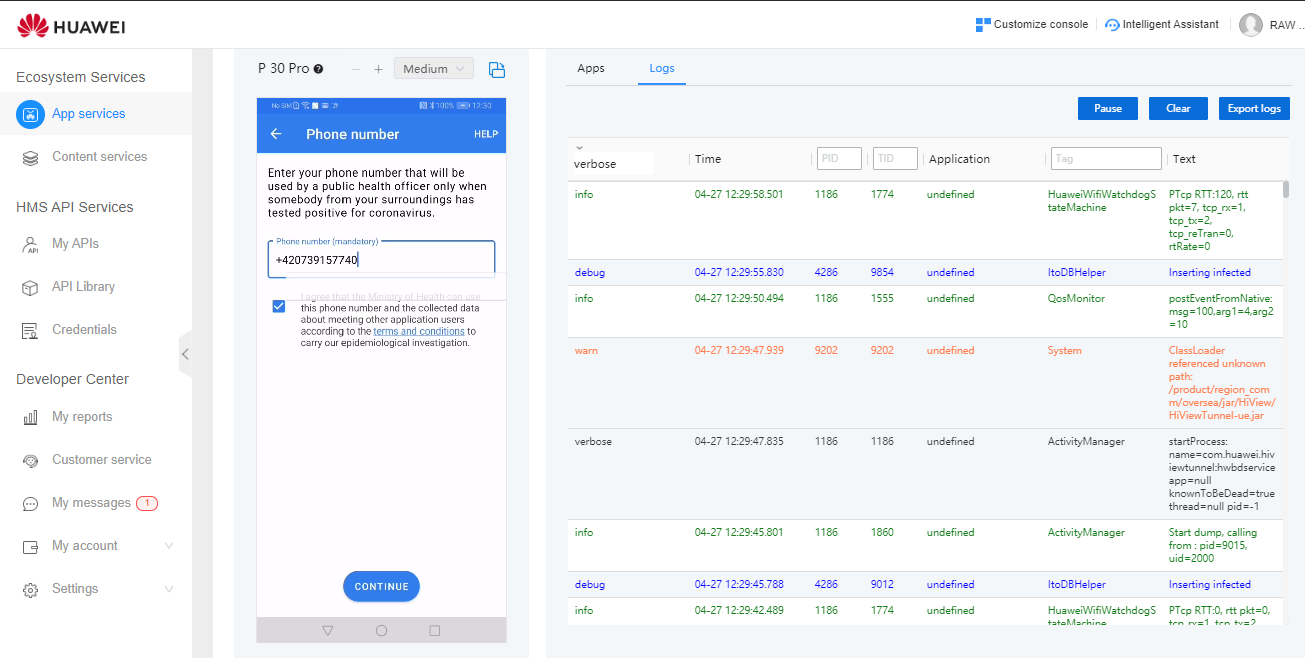 HUAWEI
Customize console
Intelligent Assistant
RAW ..
Ecosystem Services
App services
Content services
HMS API Services
My APIs
API Library
Credentials
Developer Center
My reports
Customer service
My messages 1
My account
Settings
P 30 Pro
Medium
No SIM
100% 12:30
Phone number
HELP
Enter your phone number that will be
used by a public health officer only when
somebody from your surroundings has
tested positive for coronavirus.
Phone number (mandatory)
+420739157740
I agree that the Ministry of Health can use
this phone number and the collected data
about meeting other application users
according to the terms and conditions to
carry our epidemiological investigation.
CONTINUE
Apps
Logs
Pause
Clear
Export logs
verbose
Time
PID
TID
Application
Tag
Text
info 04-27 12:29:58.501 1186 1774 undefined HuaweiWifiWatchdogS PTcp RTT:120, rtt
tateMachine pkt=7, tcp_rx=1,
tcp_tx=2,
tcp_reTran=0,
rtRate=0
debug 04-27 12:29:55.830 4286 9854 undefined ItoDBHelper Inserting infected
info 04-27 12:29:50.494 1186 1555 undefined QosMonitor postEventFromNative:
msg=100,arg1=4,arg2
=10
warn 04-27 12:29:47.939 9202 9202 undefined System ClassLoader
referenced unknown
path:
/product/region_com
m/oversea/jar/HiView/
HiViewTunnel-ue.jar
verbose 04-27 12:29:47.835 1186 1186 undefined ActivityManager startProcess:
name=com.huawei.hiv
iewtunnel:hwbdservice
app=null
knownToBeDead=true
thread=null pid=-1
info 04-27 12:29:45.801 1186 1860 undefined ActivityManager Start dump, calling
from : pid=9015,
uid=2000
debug 04-27 12:29:45.788 4286 9012 undefined ItoDBHelper Inserting infected
info 04-27 12:29:42.489 1186 1774 undefined HuaweiWifiWatchdogS PTcp RTT:0, rtt pkt=0,
tateMachine tcp_rx=1, tcp_tx=2,